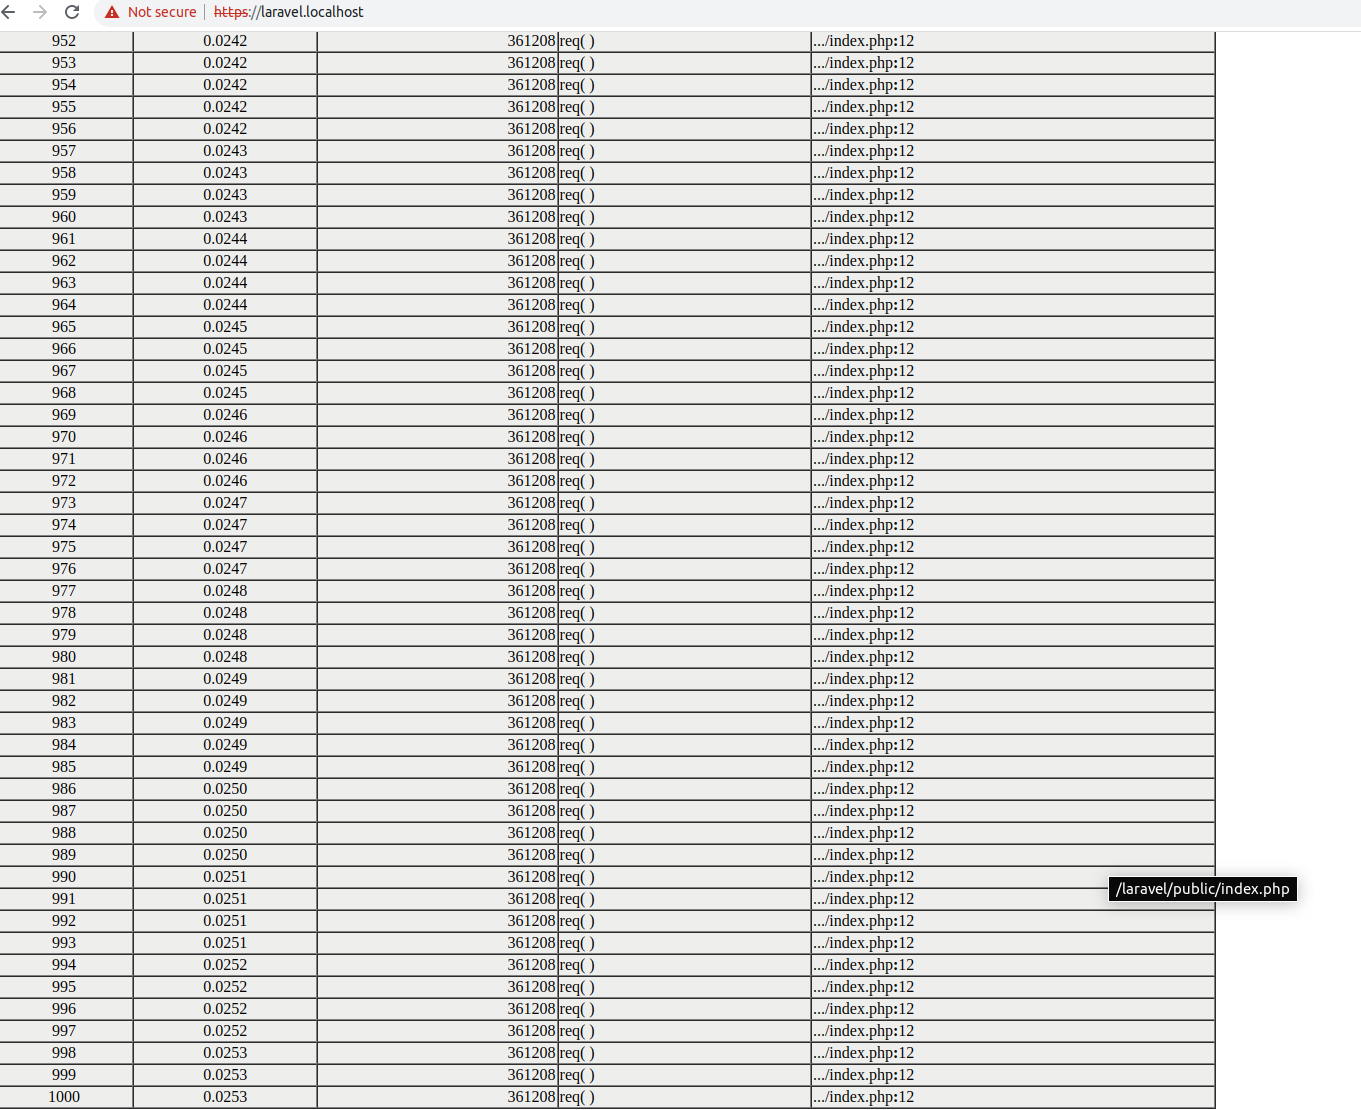 Not secure | https://laravel.localhost
952 0.0242 361208 req( ) .../index.php:12
953 0.0242 361208 req( ) .../index.php:12
954 0.0242 361208 req( ) .../index.php:12
955 0.0242 361208 req( ) .../index.php:12
956 0.0242 361208 req( ) .../index.php:12
957 0.0243 361208 req( ) .../index.php:12
958 0.0243 361208 req( ) .../index.php:12
959 0.0243 361208 req( ) .../index.php:12
960 0.0243 361208 req( ) .../index.php:12
961 0.0244 361208 req( ) .../index.php:12
962 0.0244 361208 req( ) .../index.php:12
963 0.0244 361208 req( ) .../index.php:12
964 0.0244 361208 req( ) .../index.php:12
965 0.0245 361208 req( ) .../index.php:12
966 0.0245 361208 req( ) .../index.php:12
967 0.0245 361208 req( ) .../index.php:12
968 0.0245 361208 req( ) .../index.php:12
969 0.0246 361208 req( ) .../index.php:12
970 0.0246 361208 req( ) .../index.php:12
971 0.0246 361208 req( ) .../index.php:12
972 0.0246 361208 req( ) .../index.php:12
973 0.0247 361208 req( ) .../index.php:12
974 0.0247 361208 req( ) .../index.php:12
975 0.0247 361208 req( ) .../index.php:12
976 0.0247 361208 req( ) .../index.php:12
977 0.0248 361208 req( ) .../index.php:12
978 0.0248 361208 req( ) .../index.php:12
979 0.0248 361208 req( ) .../index.php:12
980 0.0248 361208 req( ) .../index.php:12
981 0.0249 361208 req( ) .../index.php:12
982 0.0249 361208 req( ) .../index.php:12
983 0.0249 361208 req( ) .../index.php:12
984 0.0249 361208 req( ) .../index.php:12
985 0.0249 361208 req( ) .../index.php:12
986 0.0250 361208 req( ) .../index.php:12
987 0.0250 361208 req( ) .../index.php:12
988 0.0250 361208 req( ) .../index.php:12
989 0.0250 361208 req( ) .../index.php:12
990 0.0251 361208 req( ) .../index.php:12
/laravel/public/index.php
991 0.0251 361208 req( ) .../index.php:12
992 0.0251 361208 req( ) .../index.php:12
993 0.0251 361208 req( ) .../index.php:12
994 0.0252 361208 req( ) .../index.php:12
995 0.0252 361208 req( ) .../index.php:12
996 0.0252 361208 req( ) .../index.php:12
997 0.0252 361208 req( ) .../index.php:12
998 0.0253 361208 req( ) .../index.php:12
999 0.0253 361208 req( ) .../index.php:12
1000 0.0253 361208 req( ) .../index.php:12